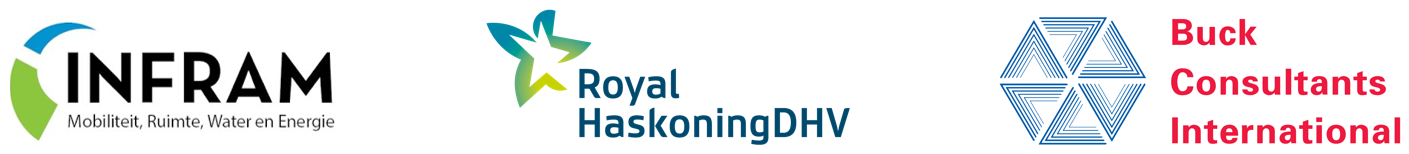 INFRAM
Mobiliteit, Ruimte, Water en Energie
Royal
HaskoningDHV
Buck
Consultants
International